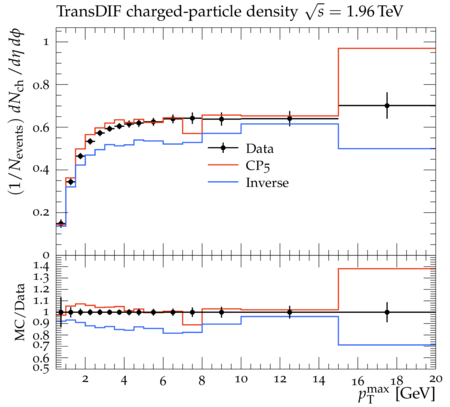 TransDIF charged-particle density √s = 1.96 TeV
(1/N_events) dN_ch/dη dφ
1
0.8
0.6
0.4
0.2
0
Data
CP5
Inverse
MC/Data
1.4
1.3
1.2
1.1
1
0.9
0.8
0.7
0.6
0.5
2 4 6 8 10 12 14 16 18 20
p_T^max [GeV]